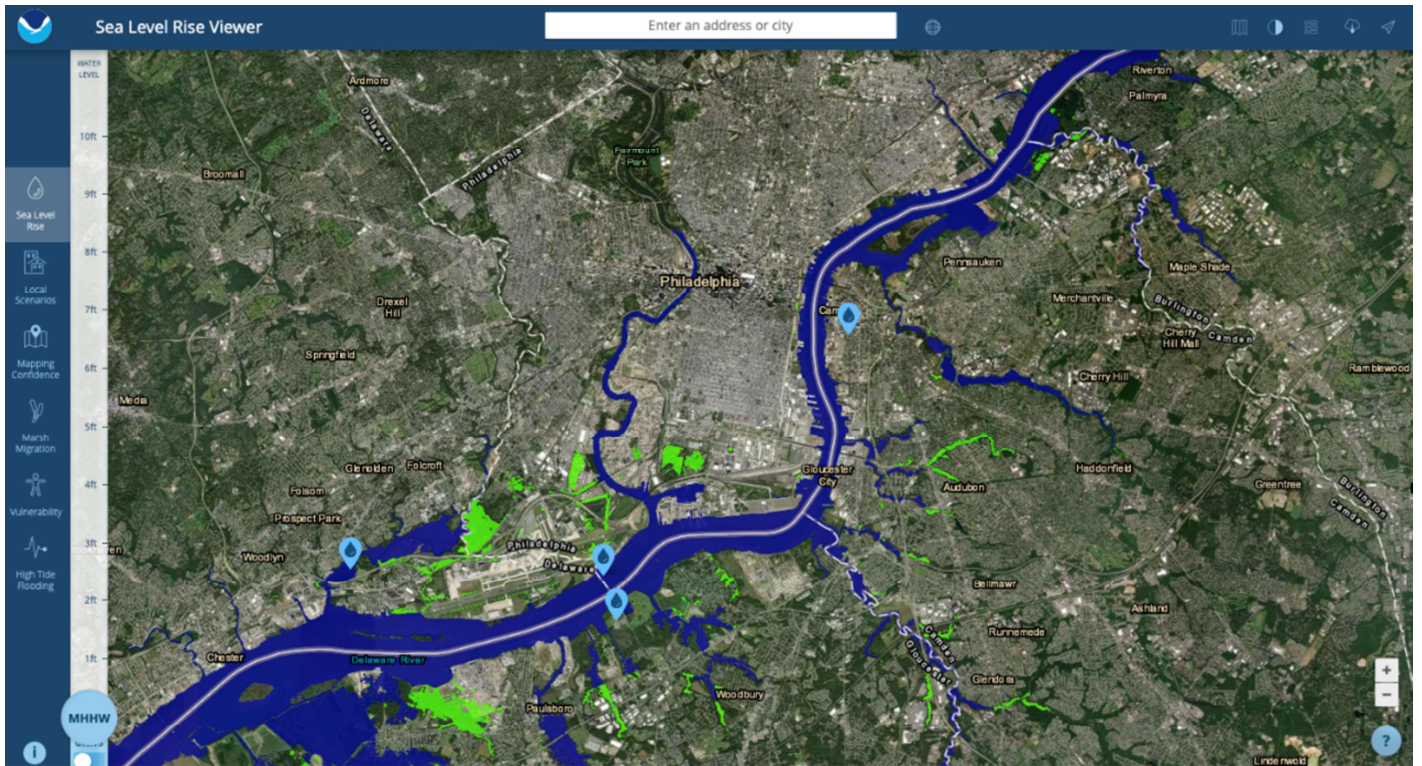 Sea Level Rise Viewer
Enter an address or city
WATER
LEVEL
10ft
9ft
8ft
7ft
6ft
5ft
4ft
3ft
2ft
1ft
MHHW
Sea Level
Rise
Local
Scenarios
Mapping
Confidence
Marsh
Migration
Vulnerability
High Tide
Flooding
i
Ardmore
Delaware
Philadelphia
Fairmount
Park
Broomall
Riverton
Palmyra
Philadelphia
Pennsauken
Maple Shade
Drexel
Hill
Merchantville
Burlington
Camden
Cherry
Hill Mall
Springfield
Ramblewood
Media
Cherry Hill
Glenolden
Folcroft
Gloucester
City
Haddonfield
Folsom
Audubon
Greentree
Burlington
Camden
Prospect Park
Woodlyn
Philadelphia
Delaware
Bellmawr
Ashland
Runnemede
Camden
Gloucester
Chester
Delaware River
Glendora
Woodbury
Paulsboro
Lindenwold
+
−
?